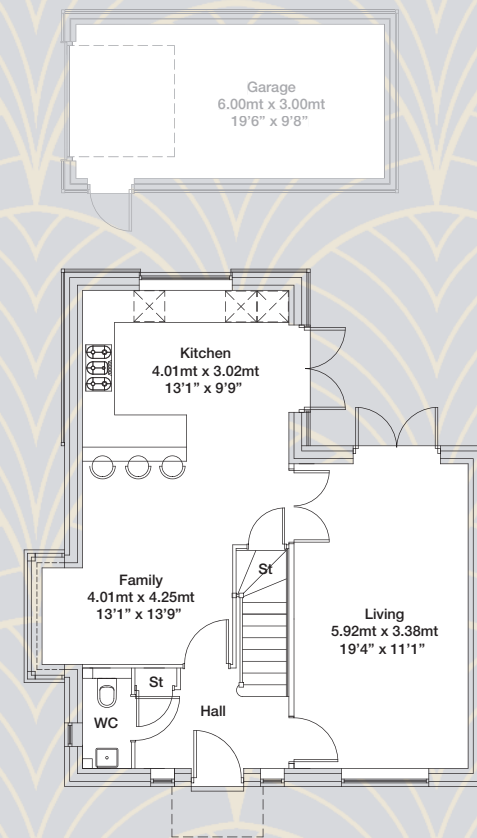 Garage
6.00mt x 3.00mt
19’6” x 9’8”
Kitchen
4.01mt x 3.02mt
13’1” x 9’9”
St
Family
4.01mt x 4.25mt
13’1” x 13’9”
Living
5.92mt x 3.38mt
19’4” x 11’1”
St
WC
Hall